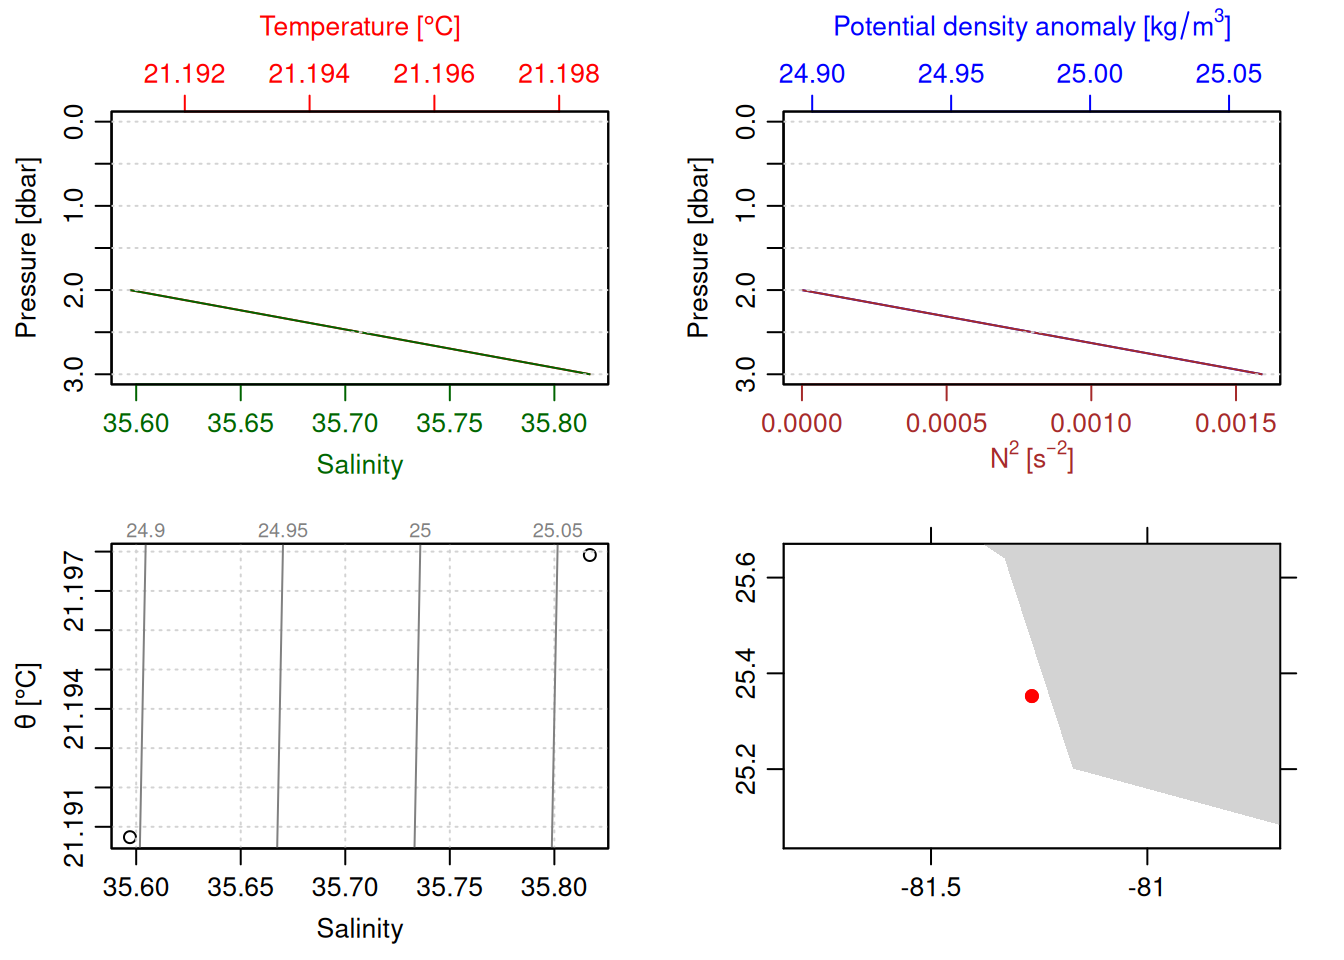 Temperature [°C]
21.192 21.194 21.196 21.198
Pressure [dbar]
0.0
1.0
2.0
3.0
35.60 35.65 35.70 35.75 35.80
Salinity
Potential density anomaly [kg/m³]
24.90 24.95 25.00 25.05
Pressure [dbar]
0.0
1.0
2.0
3.0
0.0000 0.0005 0.0010 0.0015
N² [s⁻²]
24.9 24.95 25 25.05
θ [°C]
21.197
21.194
21.191
35.60 35.65 35.70 35.75 35.80
Salinity
25.6
25.4
25.2
-81.5 -81